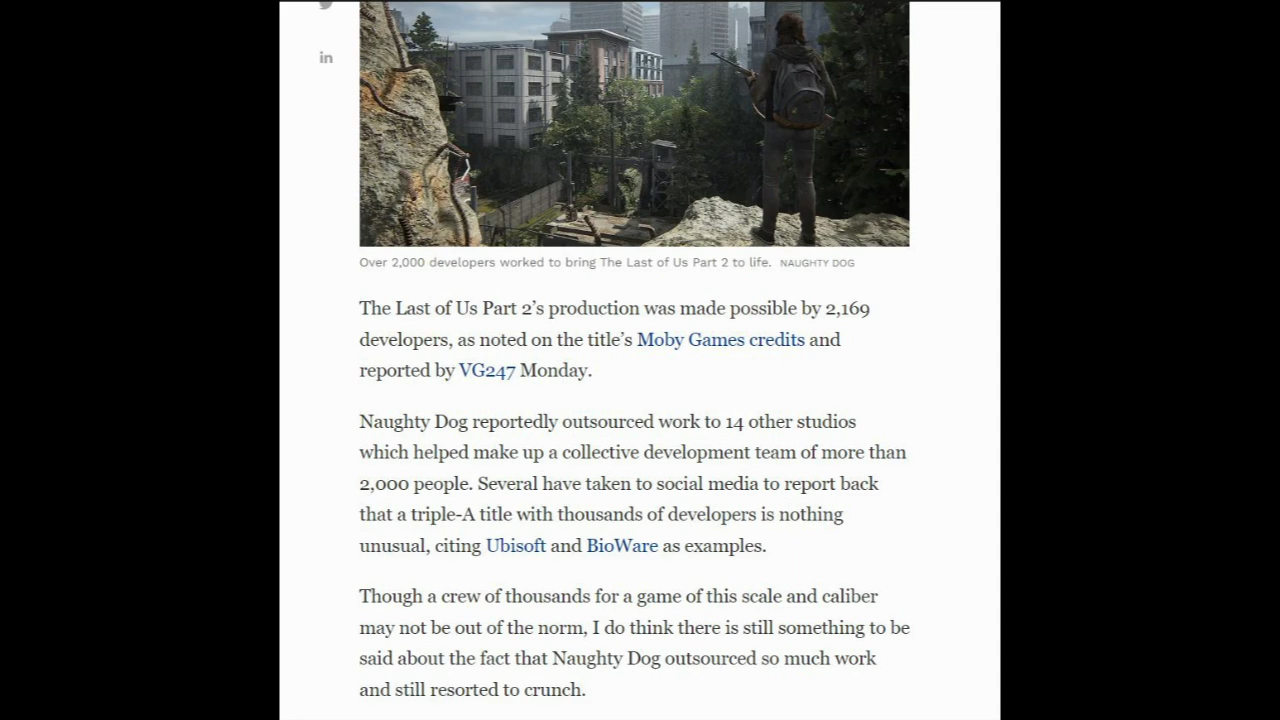 in
Over 2,000 developers worked to bring The Last of Us Part 2 to life. NAUGHTY DOG
The Last of Us Part 2’s production was made possible by 2,169
developers, as noted on the title’s Moby Games credits and
reported by VG247 Monday.
Naughty Dog reportedly outsourced work to 14 other studios
which helped make up a collective development team of more than
2,000 people. Several have taken to social media to report back
that a triple-A title with thousands of developers is nothing
unusual, citing Ubisoft and BioWare as examples.
Though a crew of thousands for a game of this scale and caliber
may not be out of the norm, I do think there is still something to be
said about the fact that Naughty Dog outsourced so much work
and still resorted to crunch.